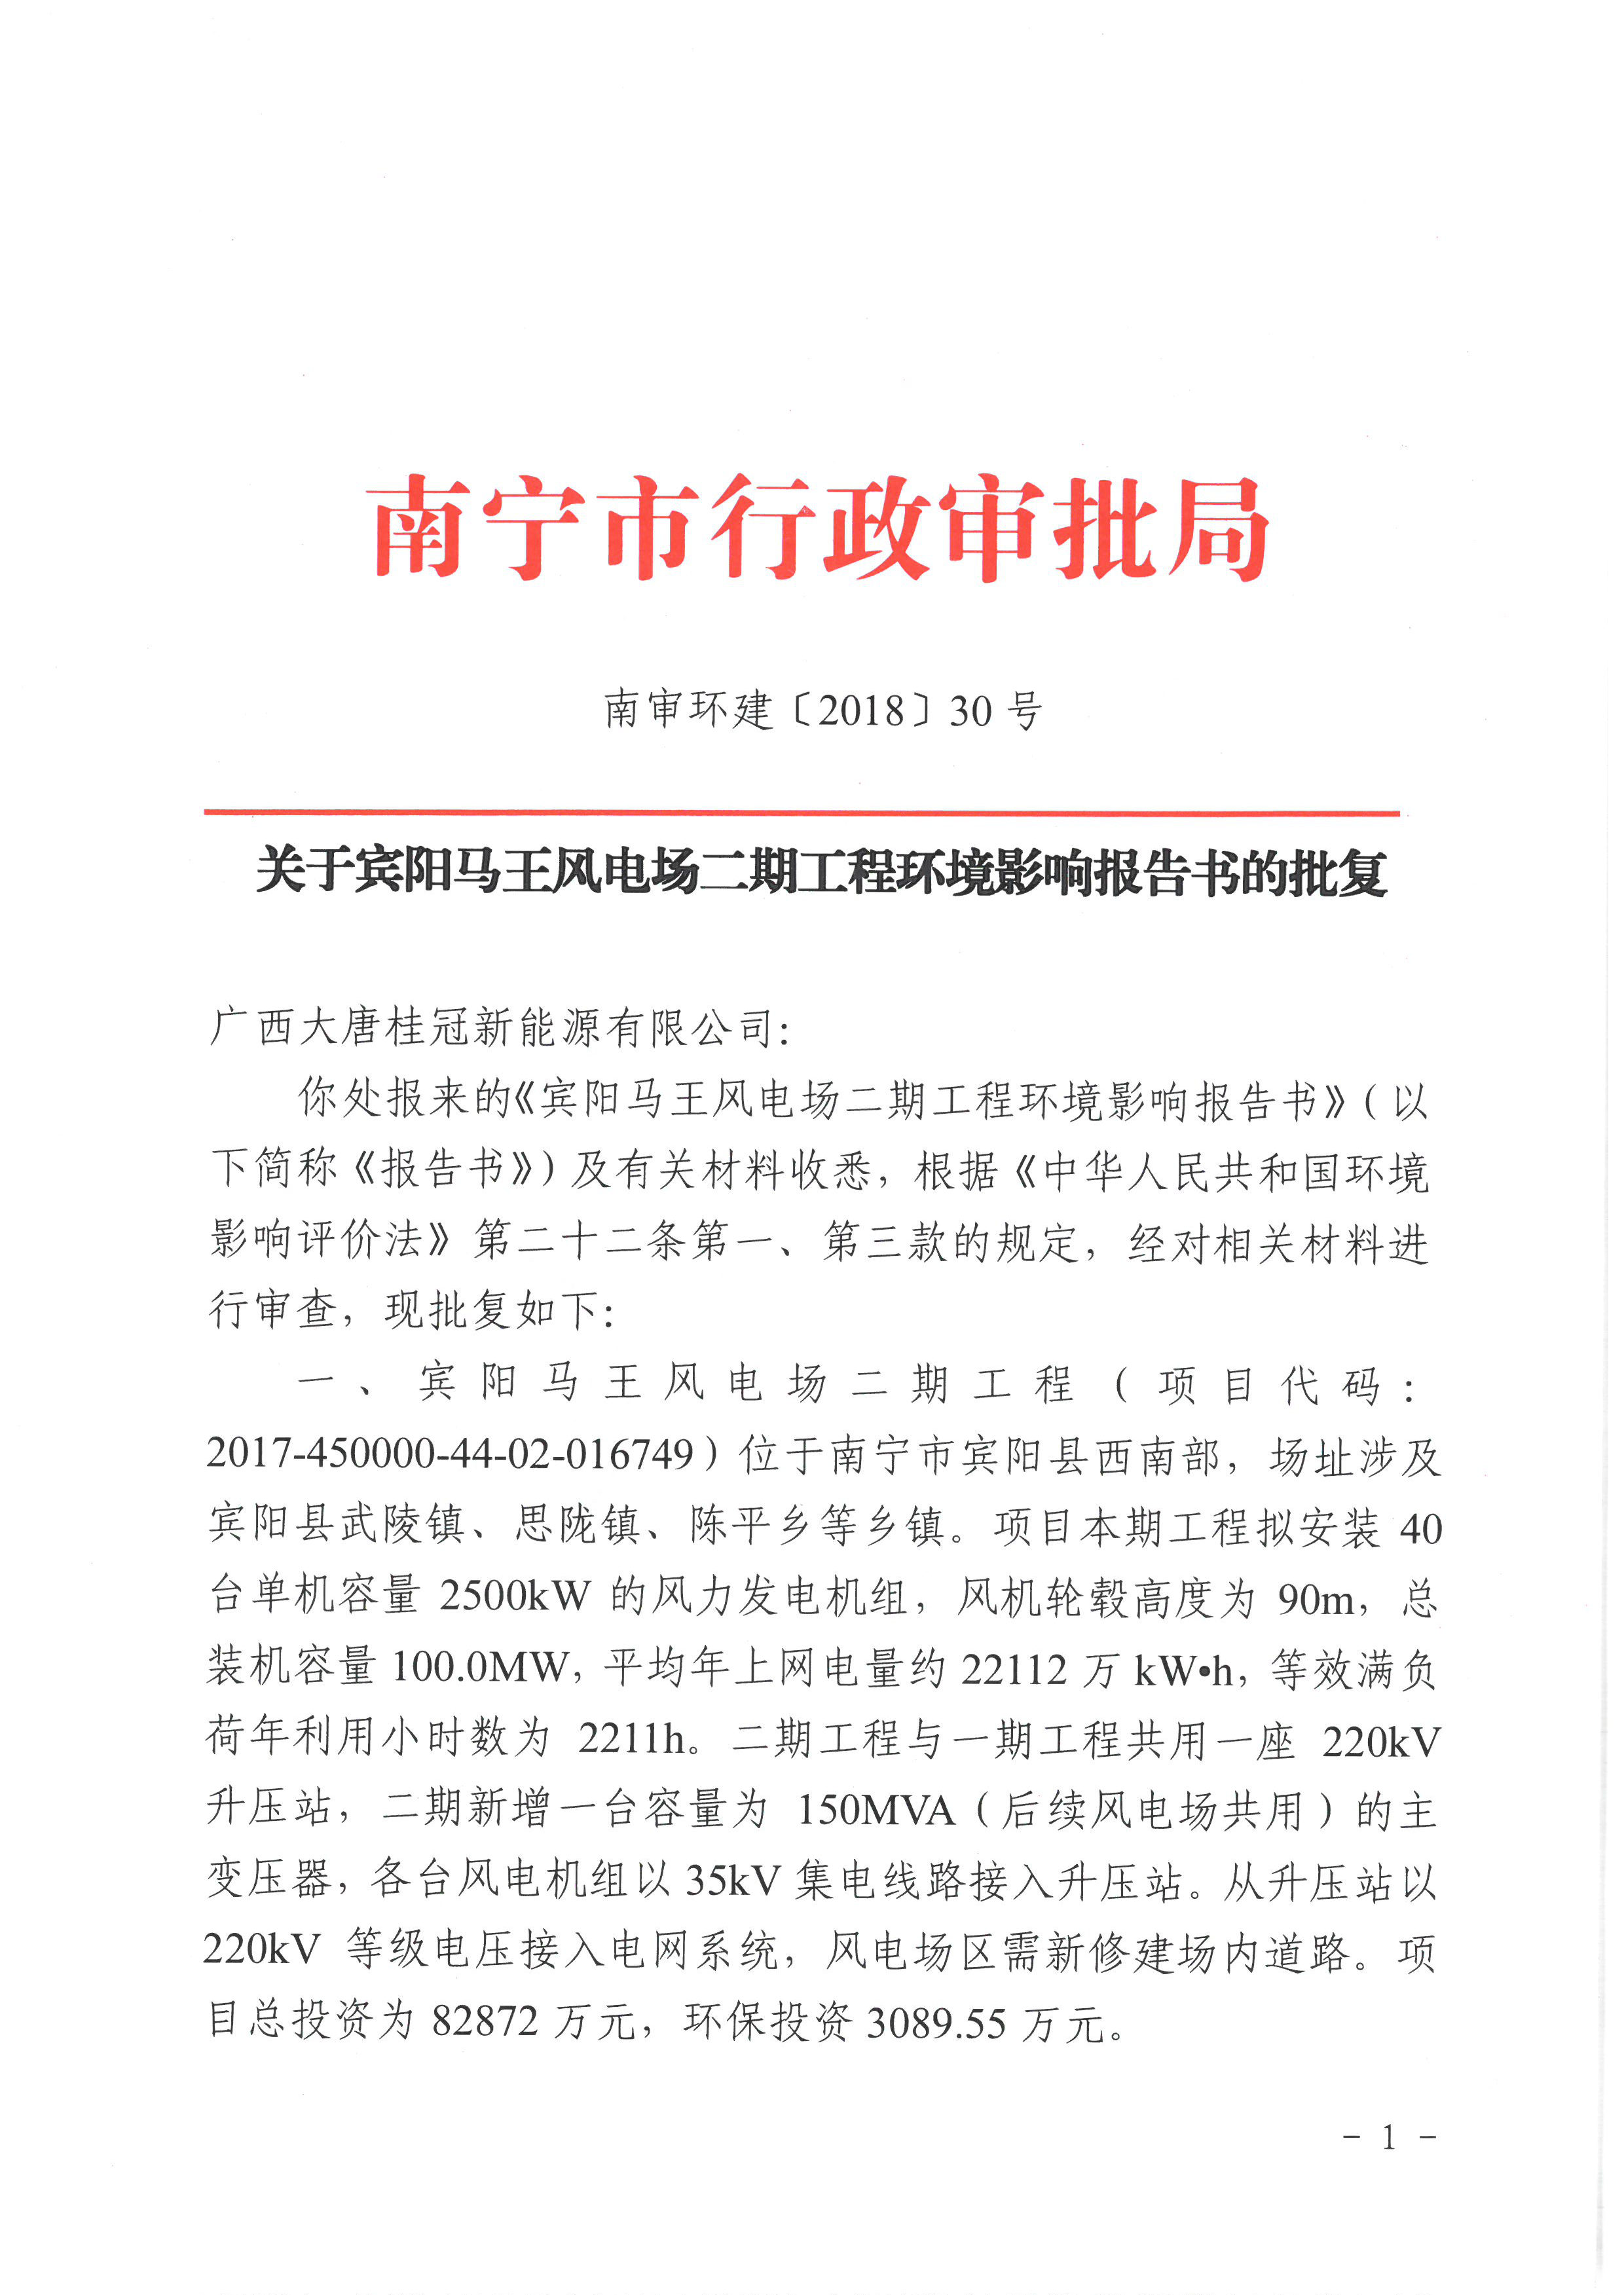 南宁市行政审批局
南审环建〔2018〕30 号
关于宾阳马王风电场二期工程环境影响报告书的批复
广西大唐桂冠新能源有限公司：
你处报来的《宾阳马王风电场二期工程环境影响报告书》（以
下简称《报告书》）及有关材料收悉，根据《中华人民共和国环境
影响评价法》第二十二条第一、第三款的规定，经对相关材料进
行审查，现批复如下：
一、宾阳马王风电场二期工程（项目代码：
2017-450000-44-02-016749）位于南宁市宾阳县西南部，场址涉及
宾阳县武陵镇、思陇镇、陈平乡等乡镇。项目本期工程拟安装 40
台单机容量 2500kW 的风力发电机组，风机轮毂高度为 90m，总
装机容量 100.0MW，平均年上网电量约 22112 万 kW•h，等效满负
荷年利用小时数为 2211h。二期工程与一期工程共用一座 220kV
升压站，二期新增一台容量为 150MVA（后续风电场共用）的主
变压器，各台风电机组以 35kV 集电线路接入升压站。从升压站以
220kV 等级电压接入电网系统，风电场区需新修建场内道路。项
目总投资为 82872 万元，环保投资 3089.55 万元。
- 1 -